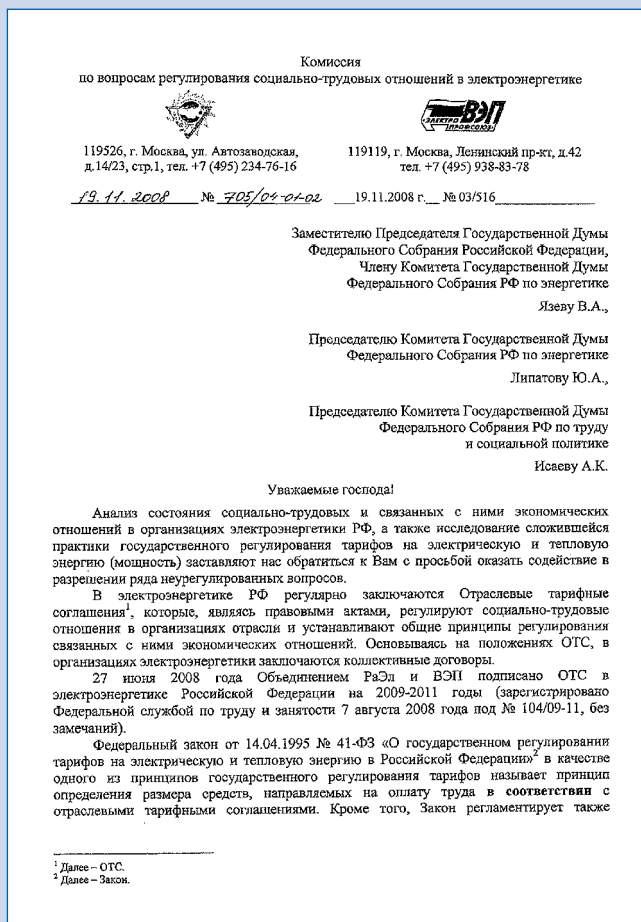 Комиссия
по вопросам регулирования социально-трудовых отношений в электроэнергетике
ЭЛЕКТРО ВЭП
ПРОФСОЮЗ
119526, г. Москва, ул. Автозаводская,
д.14/23, стр.1, тел. +7 (495) 234-76-16
119119, г. Москва, Ленинский пр-кт, д.42
тел. +7 (495) 938-83-78
19.11.2008 № 705/04-01-02 19.11.2008 г. № 03/516
Заместителю Председателя Государственной Думы
Федерального Собрания Российской Федерации,
Члену Комитета Государственной Думы
Федерального Собрания РФ по энергетике
Язеву В.А.,
Председателю Комитета Государственной Думы
Федерального Собрания РФ по энергетике
Липатову Ю.А.,
Председателю Комитета Государственной Думы
Федерального Собрания РФ по труду
и социальной политике
Исаеву А.К.
Уважаемые господа!
Анализ состояния социально-трудовых и связанных с ними экономических
отношений в организациях электроэнергетики РФ, а также исследование сложившейся
практики государственного регулирования тарифов на электрическую и тепловую
энергию (мощность) заставляют нас обратиться к Вам с просьбой оказать содействие в
разрешении ряда неурегулированных вопросов.
В электроэнергетике РФ регулярно заключаются Отраслевые тарифные
соглашения¹, которые, являясь правовыми актами, регулируют социально-трудовые
отношения в организациях отрасли и устанавливают общие принципы регулирования
связанных с ними экономических отношений. Основываясь на положениях ОТС, в
организациях электроэнергетики заключаются коллективные договоры.
27 июня 2008 года Объединением РаЭл и ВЭП подписано ОТС в
электроэнергетике Российской Федерации на 2009-2011 годы (зарегистрировано
Федеральной службой по труду и занятости 7 августа 2008 года под № 104/09-11, без
замечаний).
Федеральный закон от 14.04.1995 № 41-ФЗ «О государственном регулировании
тарифов на электрическую и тепловую энергию в Российской Федерации»² в качестве
одного из принципов государственного регулирования тарифов называет принцип
определения размера средств, направляемых на оплату труда в соответствии с
отраслевыми тарифными соглашениями. Кроме того, Закон регламентирует также
¹ Далее – ОТС.
² Далее – Закон.